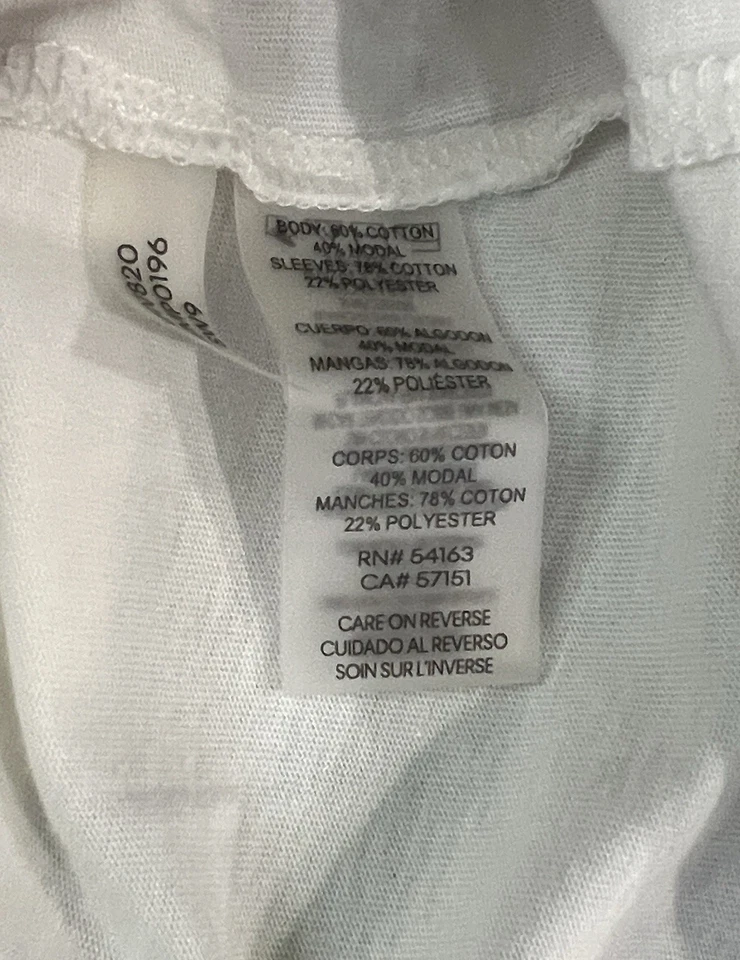 BODY: 60% COTTON
40% MODAL
SLEEVES: 78% COTTON
22% POLYESTER
CUERPO: 60% ALGODON
40% MODAL
MANGAS: 78% ALGODON
22% POLIÉSTER
CORPS: 60% COTON
40% MODAL
MANCHES: 78% COTON
22% POLYESTER
RN# 54163
CA# 57151
CARE ON REVERSE
CUIDADO AL REVERSO
SOIN SUR L'INVERSE